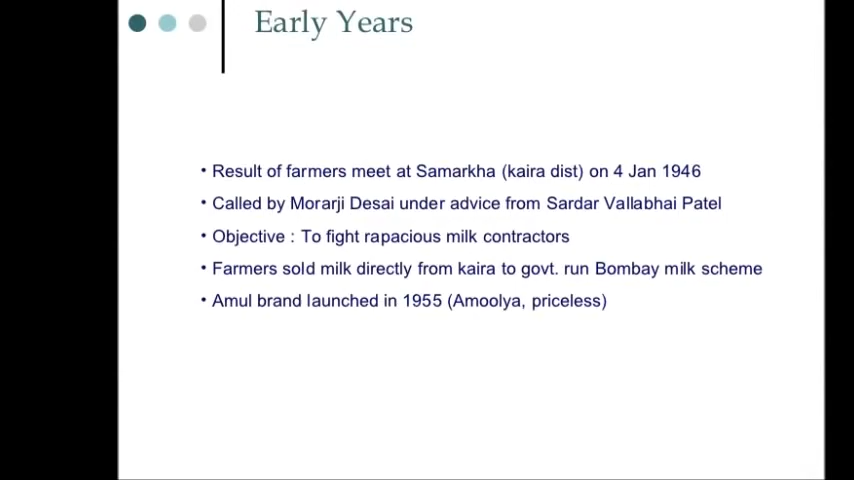 Early Years
• Result of farmers meet at Samarkha (kaira dist) on 4 Jan 1946
• Called by Morarji Desai under advice from Sardar Vallabhai Patel
• Objective : To fight rapacious milk contractors
• Farmers sold milk directly from kaira to govt. run Bombay milk scheme
• Amul brand launched in 1955 (Amoolya, priceless)